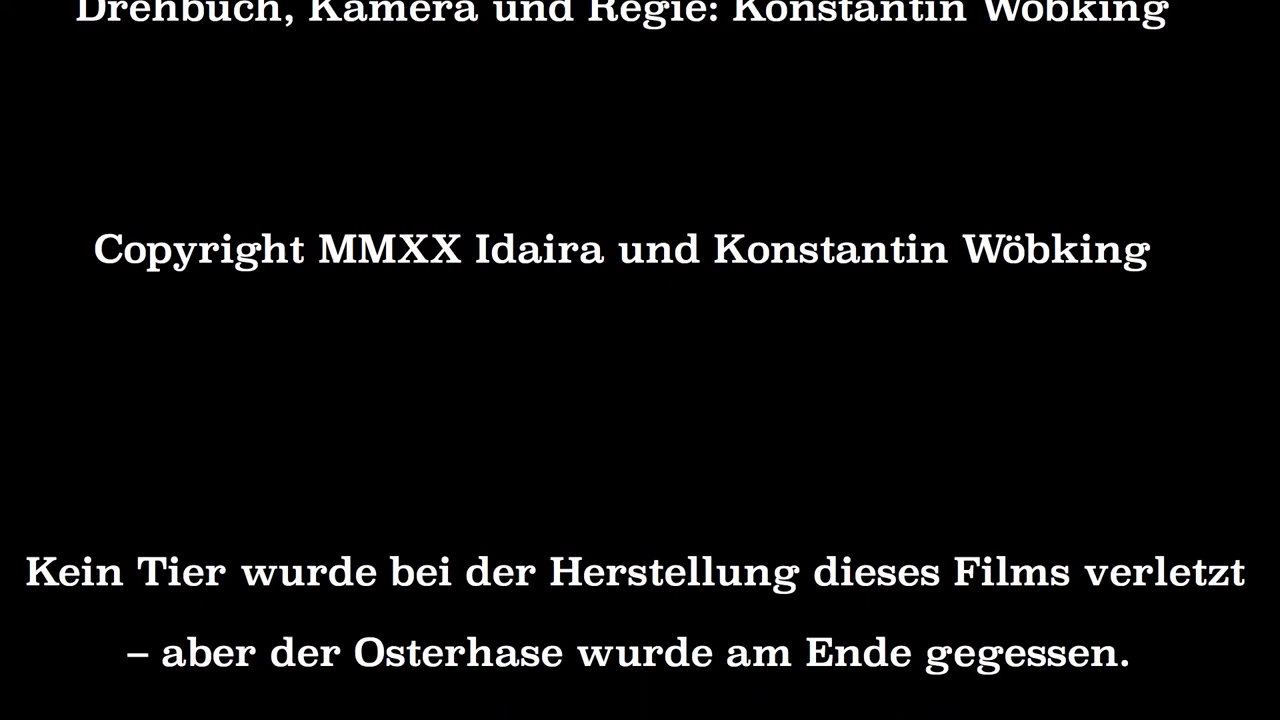 Drehbuch, Kamera und Regie: Konstantin Wöbking
Copyright MMXX Idaira und Konstantin Wöbking
Kein Tier wurde bei der Herstellung dieses Films verletzt
– aber der Osterhase wurde am Ende gegessen.